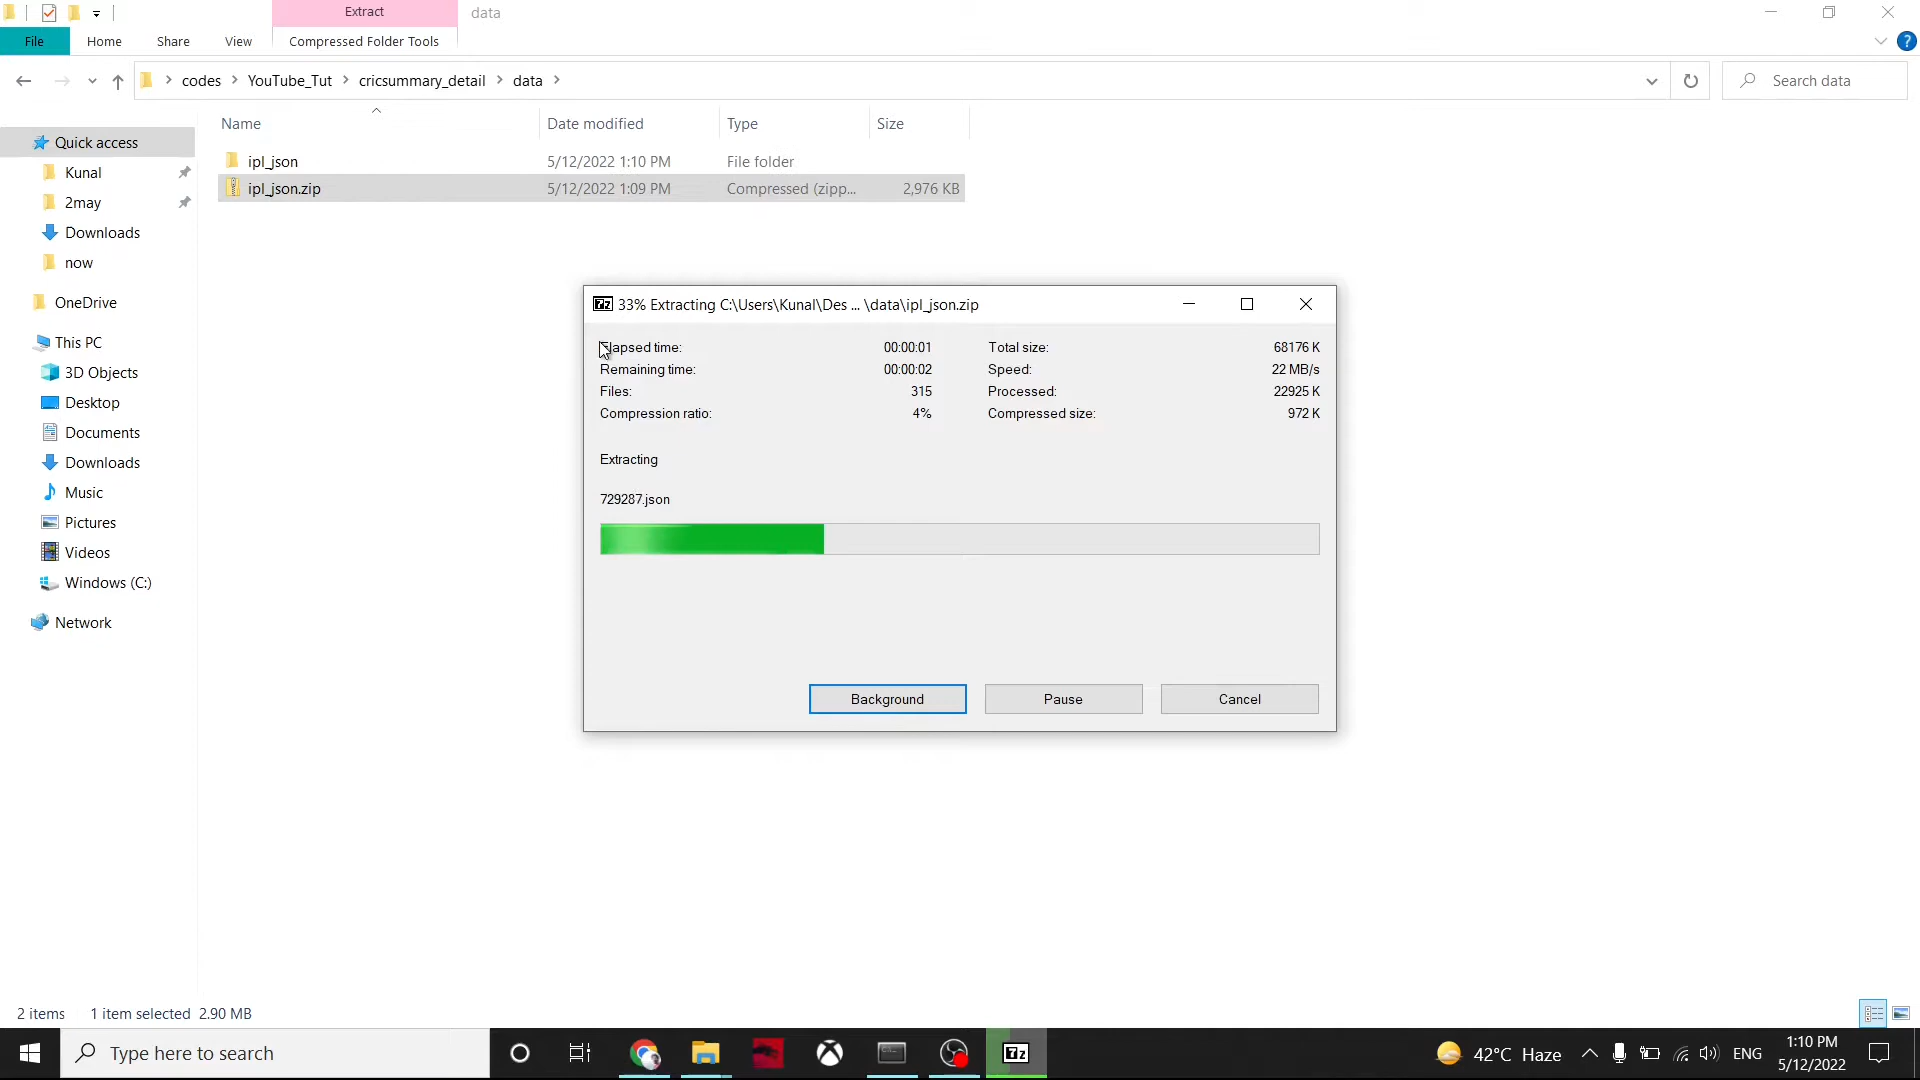 Extract
data
File
Home
Share
View
Compressed Folder Tools
?
codes
YouTube_Tut
cricsummary_detail
data
Search data
Name
Date modified
Type
Size
Quick access
Kunal
2may
Downloads
now
OneDrive
This PC
3D Objects
Desktop
Documents
Downloads
Music
Pictures
Videos
Windows (C:)
Network
ipl_json 5/12/2022 1:10 PM File folder
ipl_json.zip 5/12/2022 1:09 PM Compressed (zipp... 2,976 KB
7z 33% Extracting C:\Users\Kunal\Des ... \data\ipl_json.zip
Elapsed time: 00:00:01 Total size: 68176 K
Remaining time: 00:00:02 Speed: 22 MB/s
Files: 315 Processed: 22925 K
Compression ratio: 4% Compressed size: 972 K
Extracting
729287.json
Background
Pause
Cancel
2 items 1 item selected 2.90 MB
Type here to search
7z
42°C Haze
ENG
1:10 PM
5/12/2022